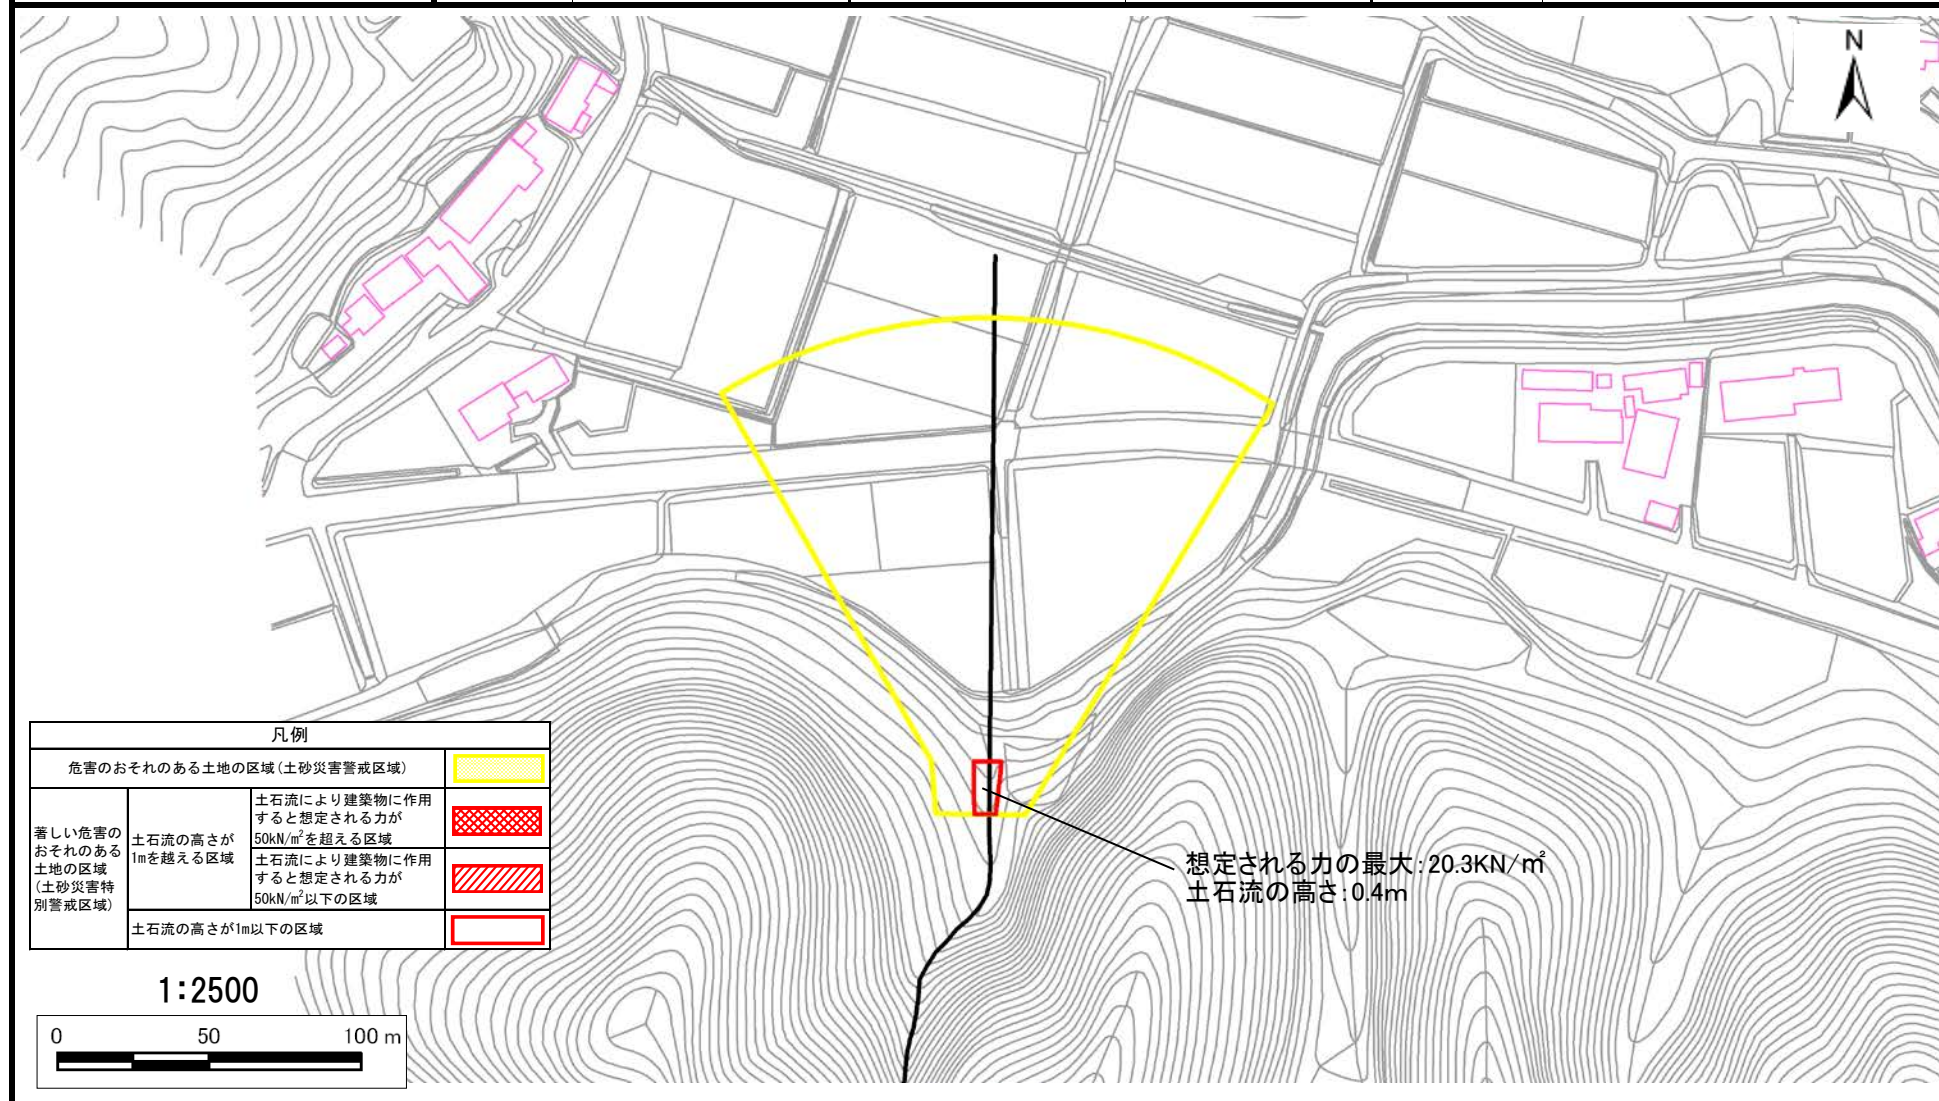 N
想定される力の最大:20.3KN/㎡
土石流の高さ:0.4m
凡例
危害のおそれのある土地の区域(土砂災害警戒区域)
著しい危害の
おそれのある
土地の区域
(土砂災害特
別警戒区域)
土石流の高さが
1mを越える区域
土石流により建築物に作用
すると想定される力が
50kN/㎡を超える区域
土石流により建築物に作用
すると想定される力が
50kN/㎡以下の区域
土石流の高さが1m以下の区域
1:2500
0 50 100 m